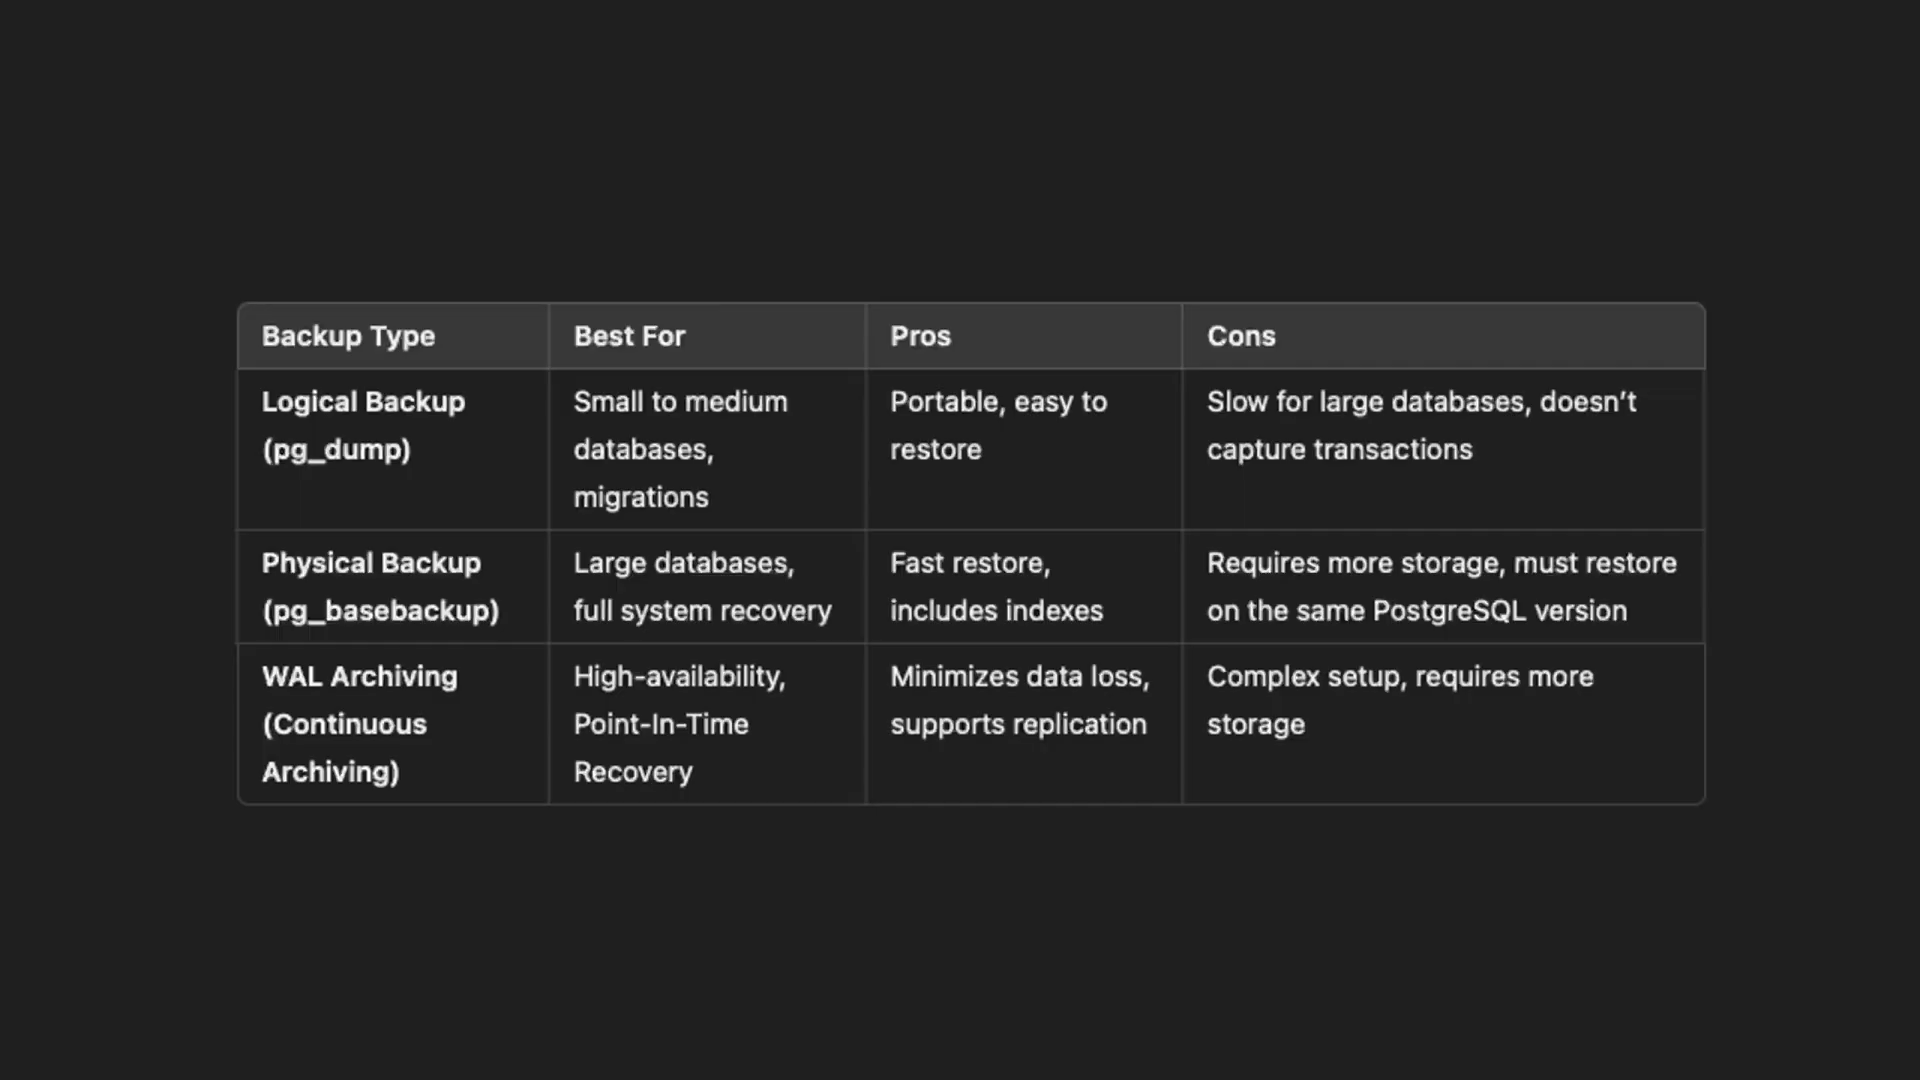 Backup Type
Best For
Pros
Cons
Logical Backup
(pg_dump)
Small to medium
databases,
migrations
Portable, easy to
restore
Slow for large databases, doesn’t
capture transactions
Physical Backup
(pg_basebackup)
Large databases,
full system recovery
Fast restore,
includes indexes
Requires more storage, must restore
on the same PostgreSQL version
WAL Archiving
(Continuous
Archiving)
High-availability,
Point-In-Time
Recovery
Minimizes data loss,
supports replication
Complex setup, requires more
storage